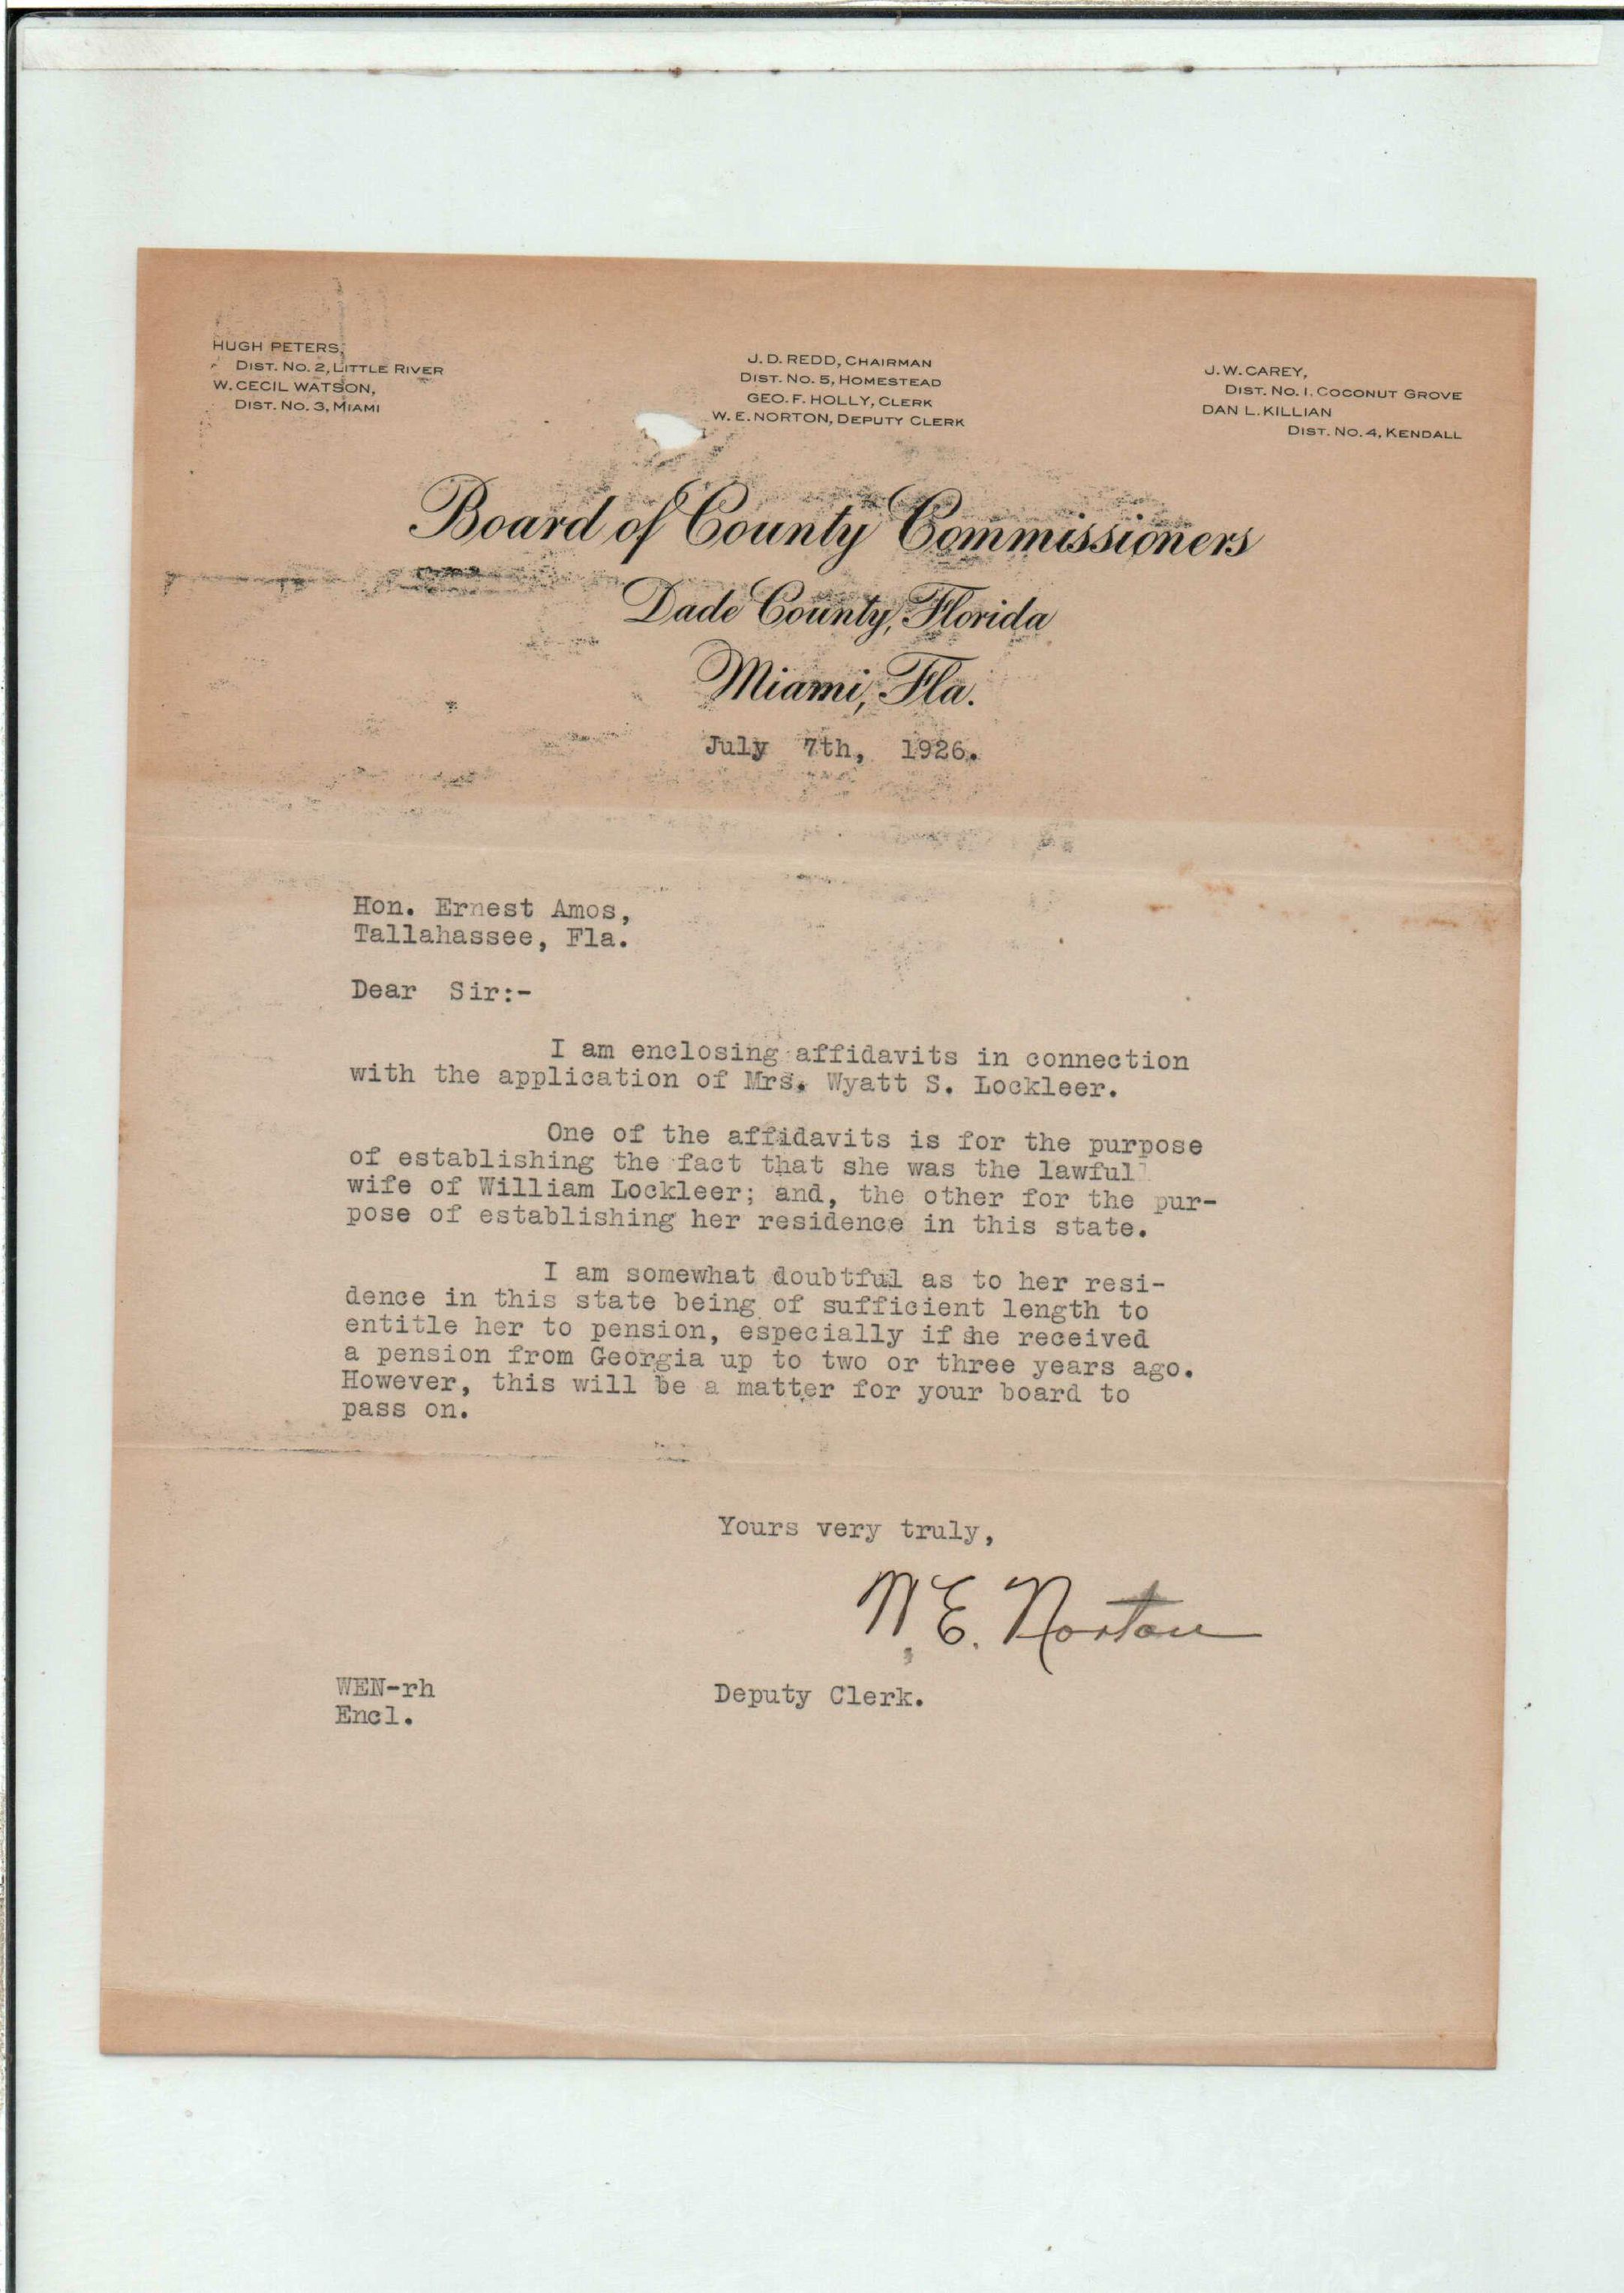 HUGH PETERS,
DIST. NO. 2, LITTLE RIVER
W. CECIL WATSON,
DIST. NO. 3, MIAMI
J. D. REDD, CHAIRMAN
DIST. NO. 5, HOMESTEAD
GEO. F. HOLLY, CLERK
W. E. NORTON, DEPUTY CLERK
J. W. CAREY,
DIST. NO. 1, COCONUT GROVE
DAN L. KILLIAN
DIST. NO. 4, KENDALL
Board of County Commissioners
Dade County, Florida
Miami, Fla.
July 7th, 1926.
Hon. Ernest Amos,
Tallahassee, Fla.
Dear Sir:-
I am enclosing affidavits in connection
with the application of Mrs. Wyatt S. Lockleer.
One of the affidavits is for the purpose
of establishing the fact that she was the lawful
wife of William Lockleer; and, the other for the pur-
pose of establishing her residence in this state.
I am somewhat doubtful as to her resi-
dence in this state being of sufficient length to
entitle her to pension, especially if she received
a pension from Georgia up to two or three years ago.
However, this will be a matter for your board to
pass on.
Yours very truly,
W. E. Norton
Deputy Clerk.
WEN-rh
Encl.